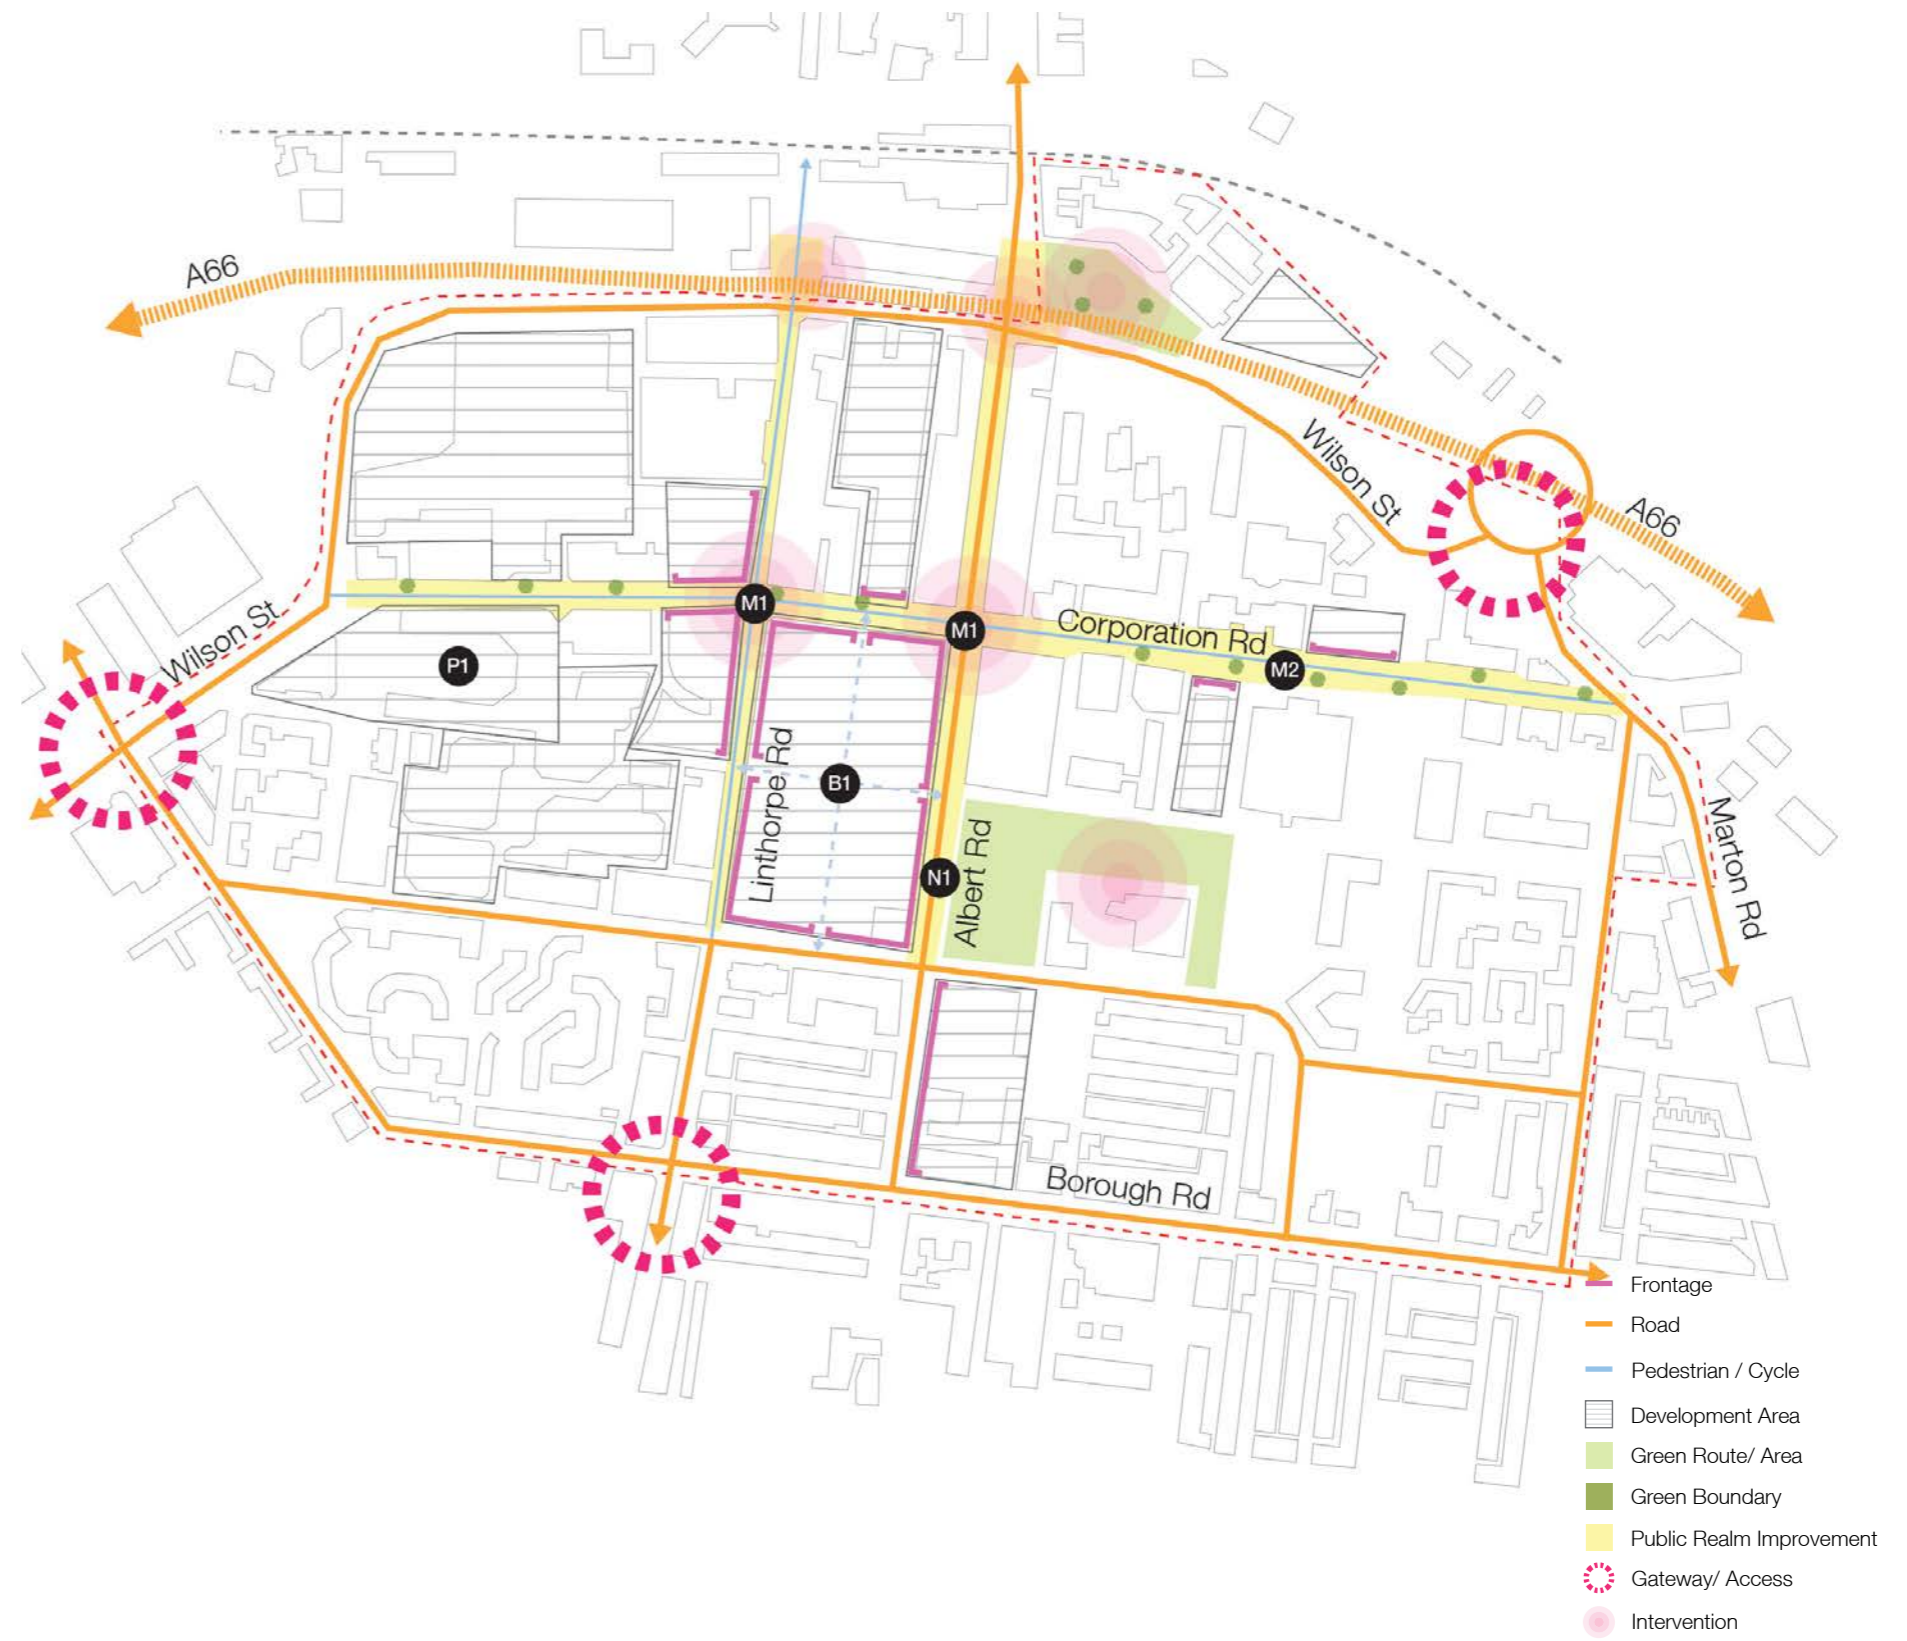 A66
Wilson St
A66
Wilson St
M1
M1
Corporation Rd
M2
P1
Linthorpe Rd
B1
Albert Rd
N1
Marton Rd
Borough Rd
Frontage
Road
Pedestrian / Cycle
Development Area
Green Route/ Area
Green Boundary
Public Realm Improvement
Gateway/ Access
Intervention